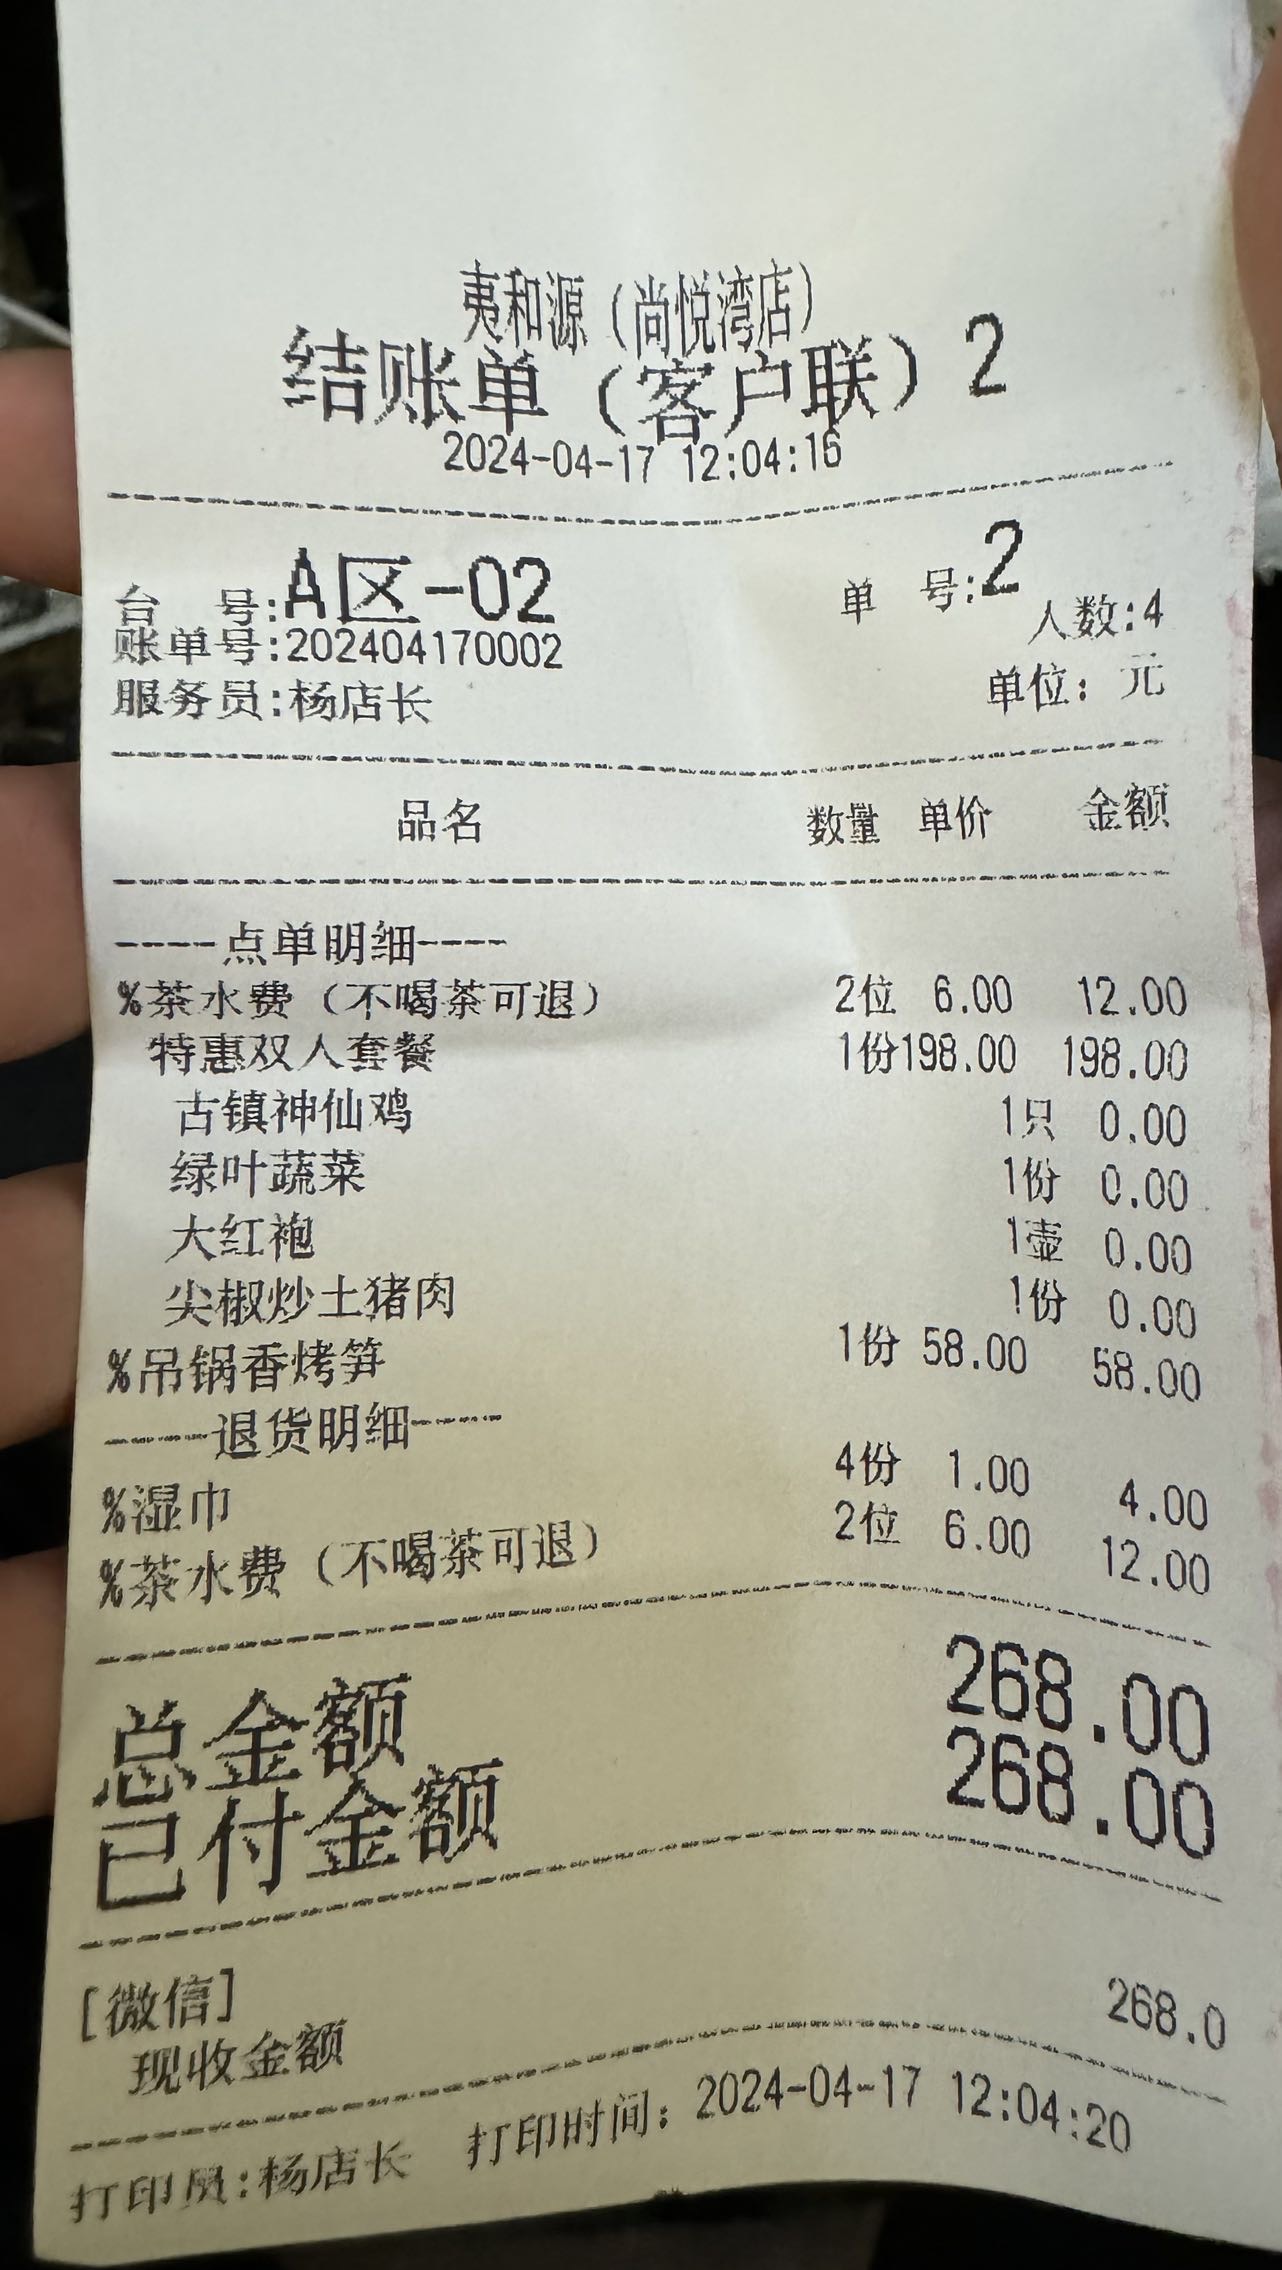 夷和源（尚悦湾店）
结账单（客户联）2
2024-04-17 12:04:16
台 号:A区-02 单 号:2
账单号:202404170002 人数:4
服务员:杨店长 单位：元
品名 数量 单价 金额
----点单明细----
%茶水费（不喝茶可退） 2位 6.00 12.00
特惠双人套餐 1份198.00 198.00
古镇神仙鸡 1只 0.00
绿叶蔬菜 1份 0.00
大红袍 1壶 0.00
尖椒炒土猪肉 1份 0.00
%吊锅香烤笋 1份 58.00 58.00
----退货明细----
%湿巾 4份 1.00 4.00
%茶水费（不喝茶可退） 2位 6.00 12.00
总金额 268.00
已付金额 268.00
[微信]
现收金额 268.0
打印员:杨店长 打印时间：2024-04-17 12:04:20